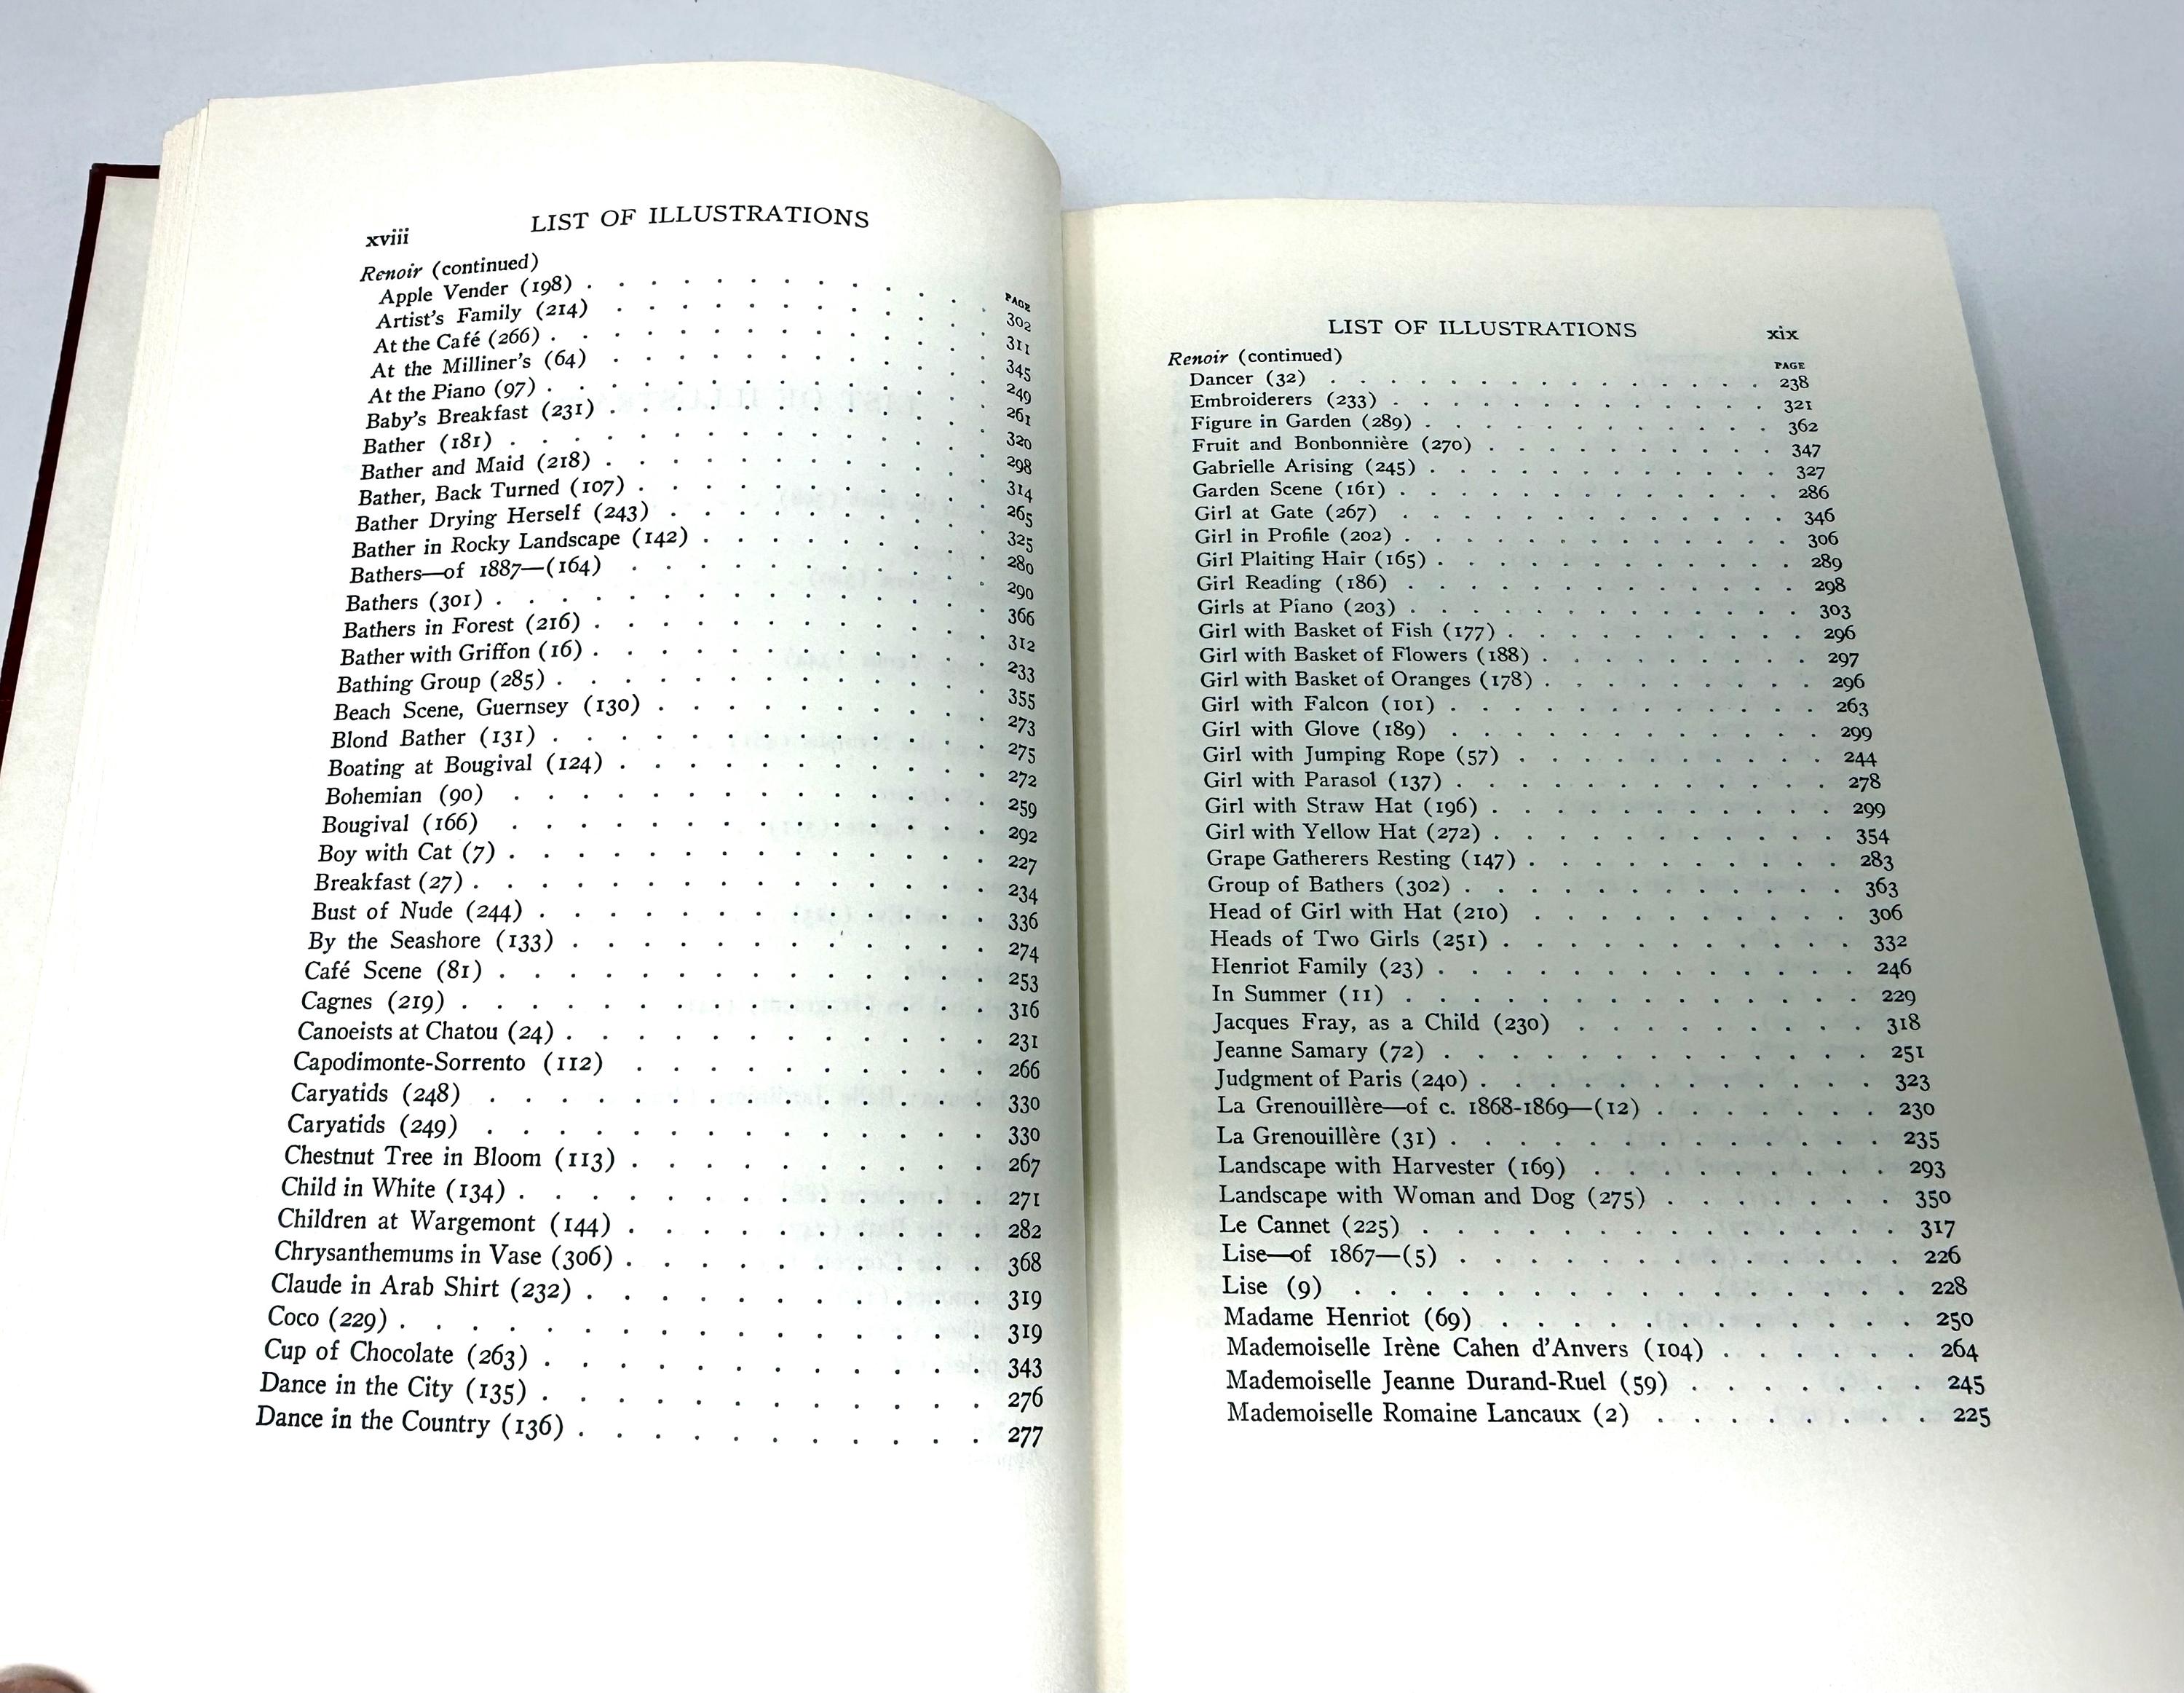 xviii LIST OF ILLUSTRATIONS
Renoir (continued)
PAGE
Apple Vender (198) . . . . . . . . . . 302
Artist's Family (214) . . . . . . . . . . 311
At the Café (266) . . . . . . . . . . 345
At the Milliner's (64) . . . . . . . . . . 249
At the Piano (97) . . . . . . . . . . 261
Baby's Breakfast (231) . . . . . . . . . . 320
Bather (181) . . . . . . . . . . 298
Bather and Maid (218) . . . . . . . . . . 314
Bather, Back Turned (107) . . . . . . . . . . 265
Bather Drying Herself (243) . . . . . . . . . . 325
Bather in Rocky Landscape (142) . . . . . . . . . . 280
Bathers—of 1887—(164) . . . . . . . . . . 290
Bathers (301) . . . . . . . . . . 366
Bathers in Forest (216) . . . . . . . . . . 312
Bather with Griffon (16) . . . . . . . . . . 233
Bathing Group (285) . . . . . . . . . . 355
Beach Scene, Guernsey (130) . . . . . . . . . . 273
Blond Bather (131) . . . . . . . . . . 275
Boating at Bougival (124) . . . . . . . . . . 272
Bohemian (90) . . . . . . . . . . 259
Bougival (166) . . . . . . . . . . 292
Boy with Cat (7) . . . . . . . . . . 227
Breakfast (27) . . . . . . . . . . 234
Bust of Nude (244) . . . . . . . . . . 336
By the Seashore (133) . . . . . . . . . . 274
Café Scene (81) . . . . . . . . . . 253
Cagnes (219) . . . . . . . . . . 316
Canoeists at Chatou (24) . . . . . . . . . . 231
Capodimonte-Sorrento (112) . . . . . . . . . . 266
Caryatids (248) . . . . . . . . . . 330
Caryatids (249) . . . . . . . . . . 330
Chestnut Tree in Bloom (113) . . . . . . . . . . 267
Child in White (134) . . . . . . . . . . 271
Children at Wargemont (144) . . . . . . . . . . 282
Chrysanthemums in Vase (306) . . . . . . . . . . 368
Claude in Arab Shirt (232) . . . . . . . . . . 319
Coco (229) . . . . . . . . . . 319
Cup of Chocolate (263) . . . . . . . . . . 343
Dance in the City (135) . . . . . . . . . . 276
Dance in the Country (136) . . . . . . . . . . 277
LIST OF ILLUSTRATIONS xix
Renoir (continued)
PAGE
Dancer (32) . . . . . . . . . . 238
Embroiderers (233) . . . . . . . . . . 321
Figure in Garden (289) . . . . . . . . . . 362
Fruit and Bonbonnière (270) . . . . . . . . . . 347
Gabrielle Arising (245) . . . . . . . . . . 327
Garden Scene (161) . . . . . . . . . . 286
Girl at Gate (267) . . . . . . . . . . 346
Girl in Profile (202) . . . . . . . . . . 306
Girl Plaiting Hair (165) . . . . . . . . . . 289
Girl Reading (186) . . . . . . . . . . 298
Girls at Piano (203) . . . . . . . . . . 303
Girl with Basket of Fish (177) . . . . . . . . . . 296
Girl with Basket of Flowers (188) . . . . . . . . . 297
Girl with Basket of Oranges (178) . . . . . . . . . 296
Girl with Falcon (101) . . . . . . . . . . 263
Girl with Glove (189) . . . . . . . . . . 299
Girl with Jumping Rope (57) . . . . . . . . . . 244
Girl with Parasol (137) . . . . . . . . . . 278
Girl with Straw Hat (196) . . . . . . . . . . 299
Girl with Yellow Hat (272) . . . . . . . . . . 354
Grape Gatherers Resting (147) . . . . . . . . . . 283
Group of Bathers (302) . . . . . . . . . . 363
Head of Girl with Hat (210) . . . . . . . . . . 306
Heads of Two Girls (251) . . . . . . . . . . 332
Henriot Family (23) . . . . . . . . . . 246
In Summer (11) . . . . . . . . . . 229
Jacques Fray, as a Child (230) . . . . . . . . . 318
Jeanne Samary (72) . . . . . . . . . . 251
Judgment of Paris (240) . . . . . . . . . . 323
La Grenouillère—of c. 1868-1869—(12) . . . . . . . 230
La Grenouillère (31) . . . . . . . . . . 235
Landscape with Harvester (169) . . . . . . . . . 293
Landscape with Woman and Dog (275) . . . . . . . 350
Le Cannet (225) . . . . . . . . . . 317
Lise—of 1867—(5) . . . . . . . . . . 226
Lise (9) . . . . . . . . . . 228
Madame Henriot (69) . . . . . . . . . . 250
Mademoiselle Irène Cahen d'Anvers (104) . . . . . . 264
Mademoiselle Jeanne Durand-Ruel (59) . . . . . . . 245
Mademoiselle Romaine Lancaux (2) . . . . . . . . 225